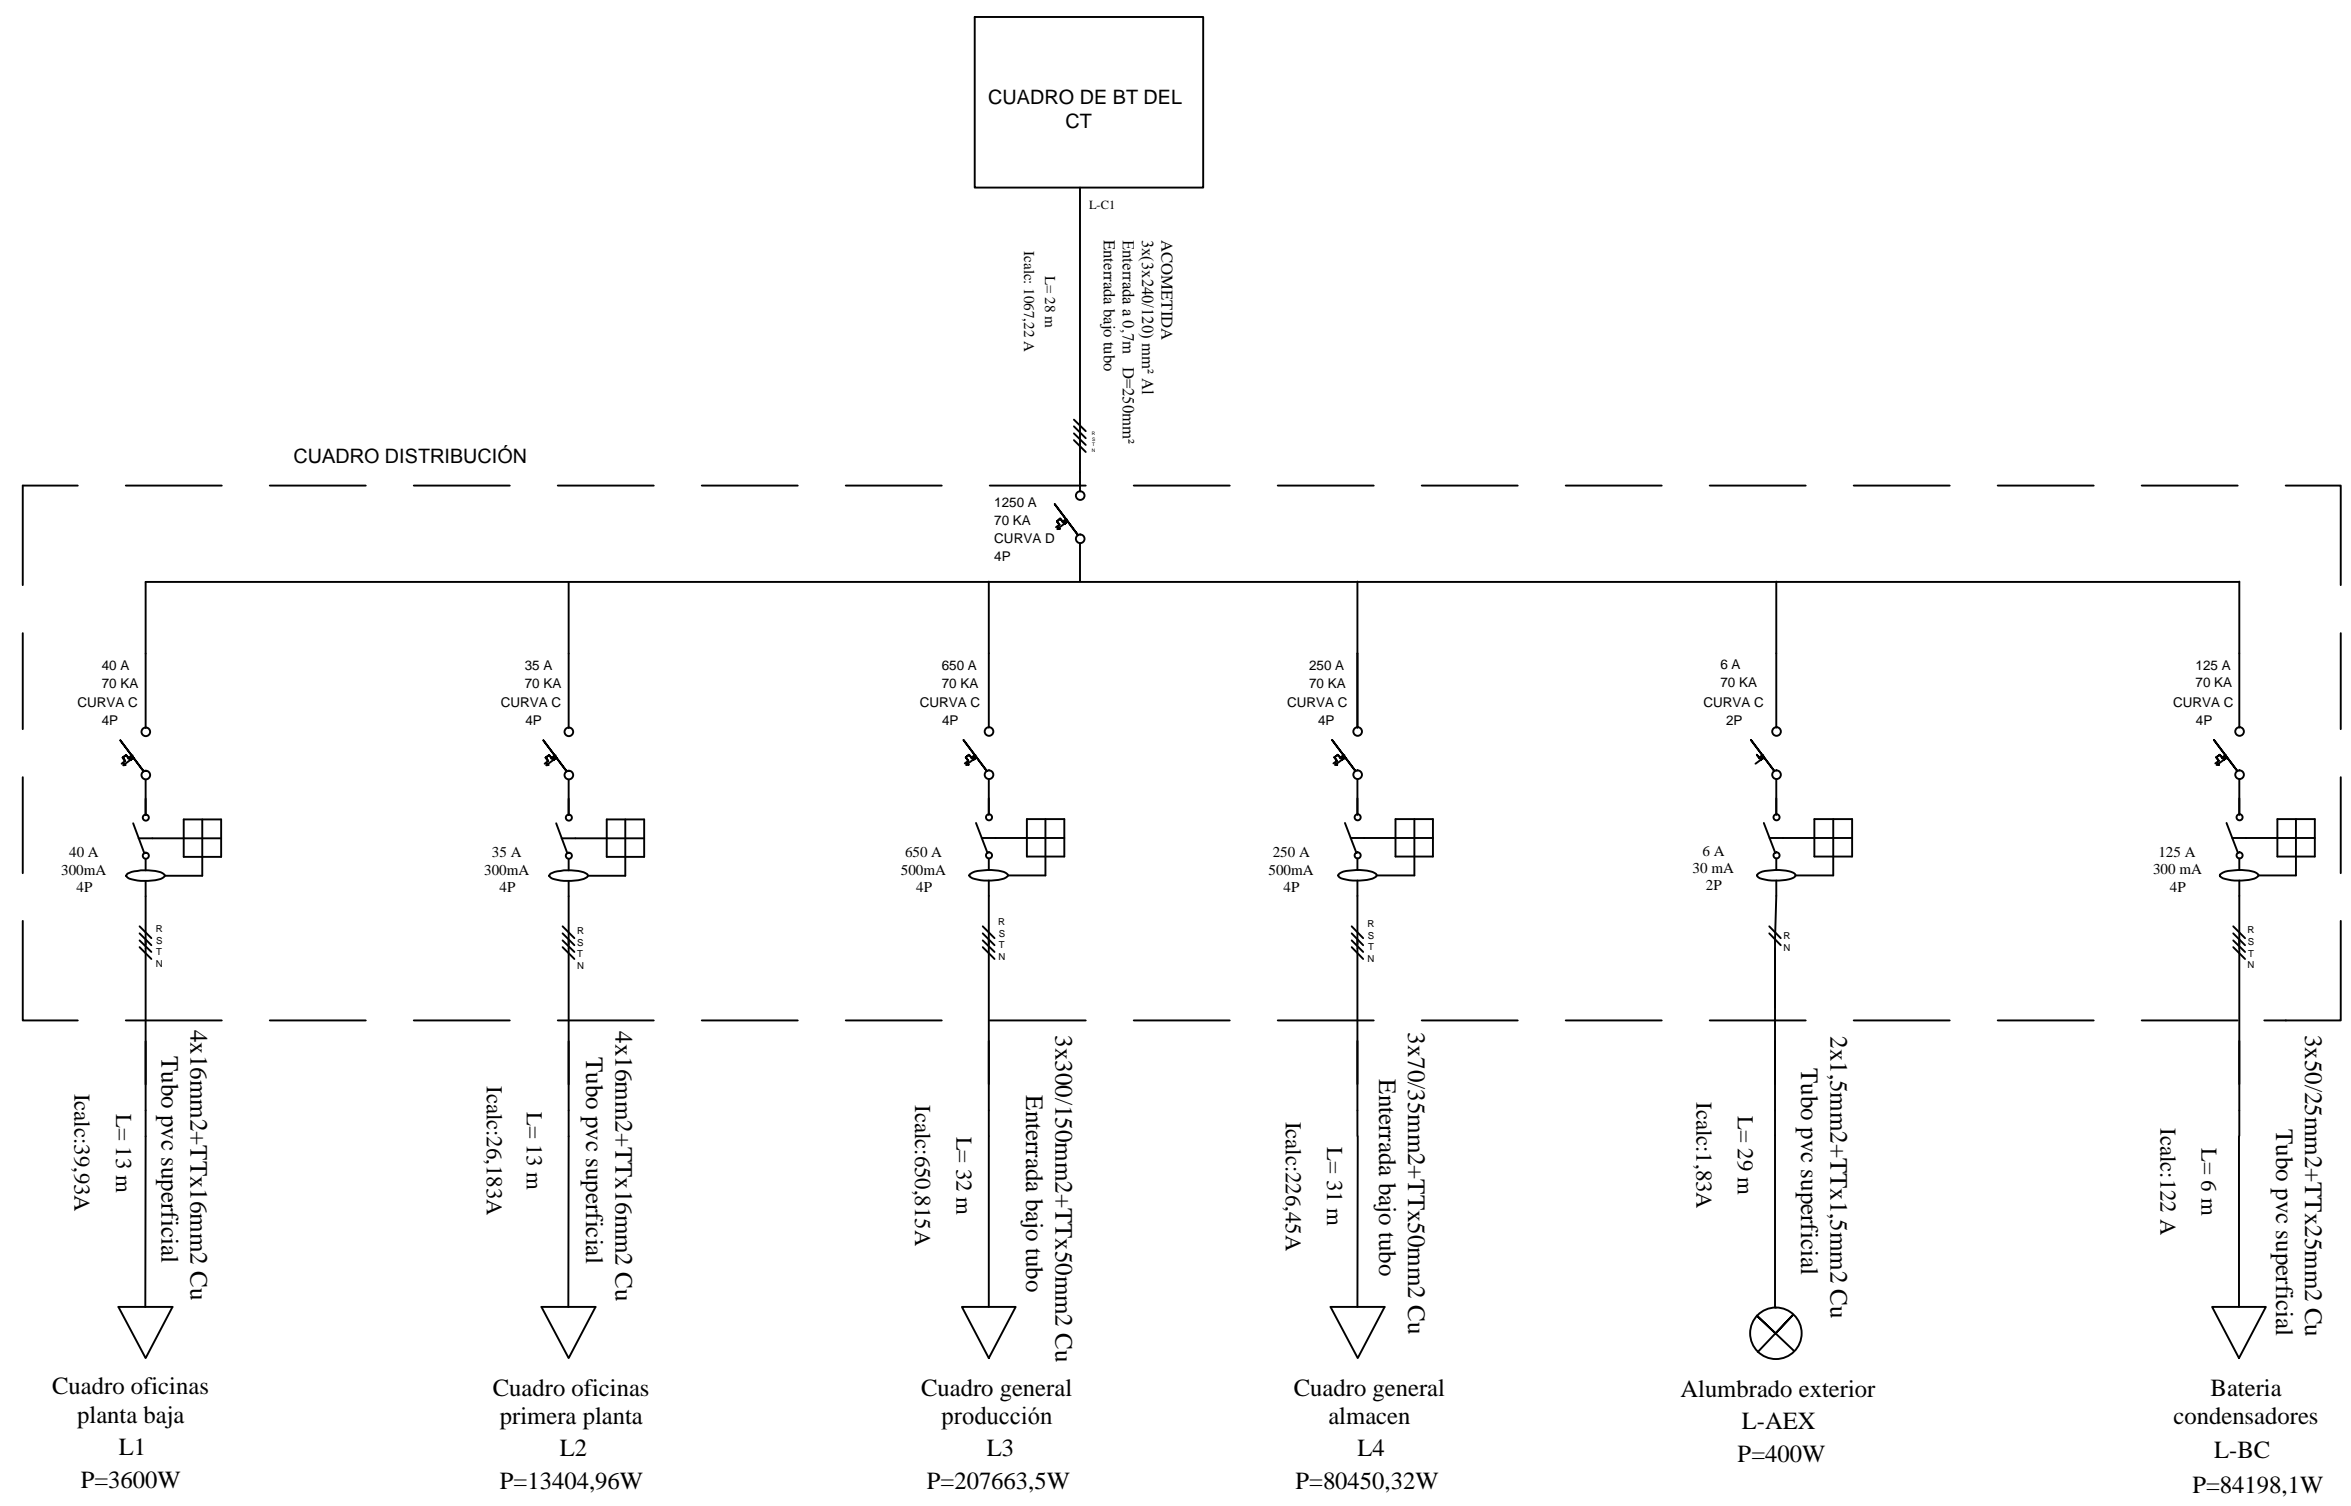 CUADRO DE BT DEL
CT
L-C1
ACOMETIDA
3x(3x240/120) mm² Al
Enterrada a 0,7m D=250mm²
Enterrada bajo tubo
L= 28 m
Icalc: 1067,22 A
R
S
T
N
CUADRO DISTRIBUCIÓN
1250 A
70 KA
CURVA D
4P
40 A
70 KA
CURVA C
4P
35 A
70 KA
CURVA C
4P
650 A
70 KA
CURVA C
4P
250 A
70 KA
CURVA C
4P
6 A
70 KA
CURVA C
2P
125 A
70 KA
CURVA C
4P
40 A
300mA
4P
35 A
300mA
4P
650 A
500mA
4P
250 A
500mA
4P
6 A
30 mA
2P
125 A
300 mA
4P
R
S
T
N
R
S
T
N
R
S
T
N
R
S
T
N
R
N
R
S
T
N
4x16mm2+TTx16mm2 Cu
Tubo pvc superficial
L= 13 m
Icalc:39,93A
4x16mm2+TTx16mm2 Cu
Tubo pvc superficial
L= 13 m
Icalc:26,183A
3x300/150mm2+TTx50mm2 Cu
Enterrada bajo tubo
L= 32 m
Icalc:650,815A
3x70/35mm2+TTx50mm2 Cu
Enterrada bajo tubo
L= 31 m
Icalc:226,45A
2x1,5mm2+TTx1,5mm2 Cu
Tubo pvc superficial
L= 29 m
Icalc:1,83A
3x50/25mm2+TTx25mm2 Cu
Tubo pvc superficial
L= 6 m
Icalc:122 A
Cuadro oficinas
planta baja
L1
P=3600W
Cuadro oficinas
primera planta
L2
P=13404,96W
Cuadro general
producción
L3
P=207663,5W
Cuadro general
almacen
L4
P=80450,32W
Alumbrado exterior
L-AEX
P=400W
Bateria
condensadores
L-BC
P=84198,1W